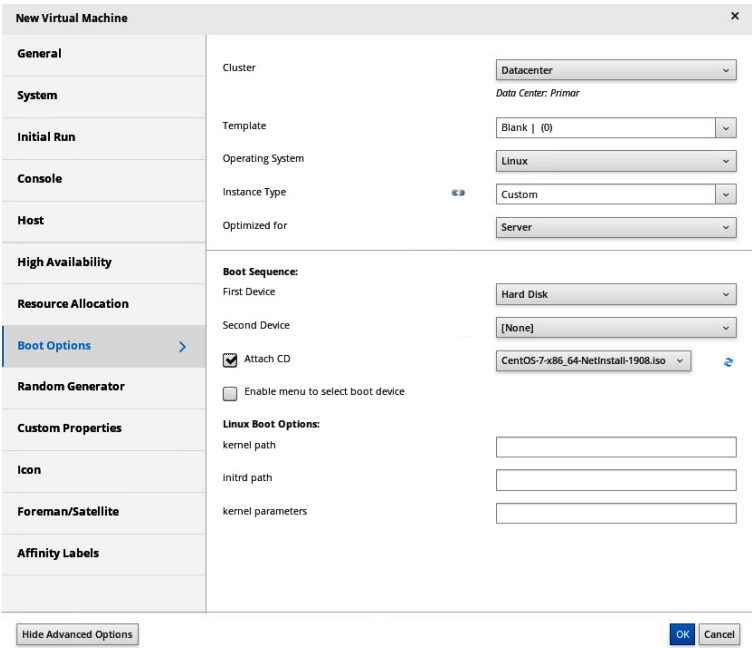 New Virtual Machine
General
System
Initial Run
Console
Host
High Availability
Resource Allocation
Boot Options
Random Generator
Custom Properties
Icon
Foreman/Satellite
Affinity Labels
Cluster
Datacenter
Data Center: Primar
Template
Blank | (0)
Operating System
Linux
Instance Type
Custom
Optimized for
Server
Boot Sequence:
First Device
Hard Disk
Second Device
[None]
Attach CD
CentOS-7-x86_64-NetInstall-1908.iso
Enable menu to select boot device
Linux Boot Options:
kernel path
initrd path
kernel parameters
Hide Advanced Options
OK
Cancel